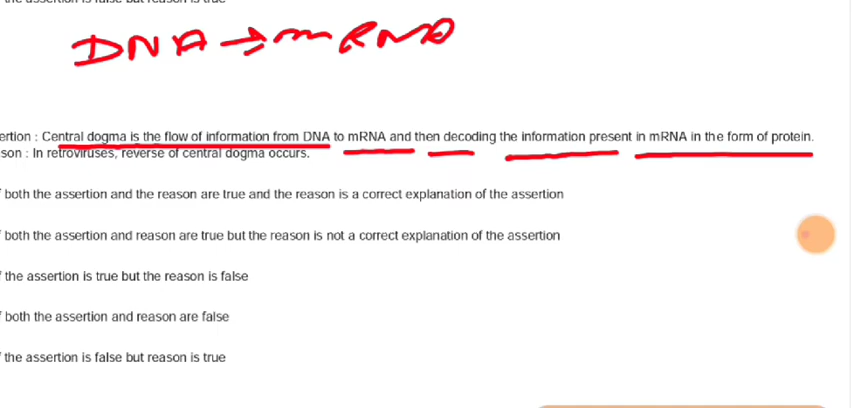 the assertion is false but reason is true
DNA → mRNA
ertion : Central dogma is the flow of information from DNA to mRNA and then decoding the information present in mRNA in the form of protein.
son : In retroviruses, reverse of central dogma occurs.
f both the assertion and the reason are true and the reason is a correct explanation of the assertion
f both the assertion and reason are true but the reason is not a correct explanation of the assertion
f the assertion is true but the reason is false
f both the assertion and reason are false
f the assertion is false but reason is true